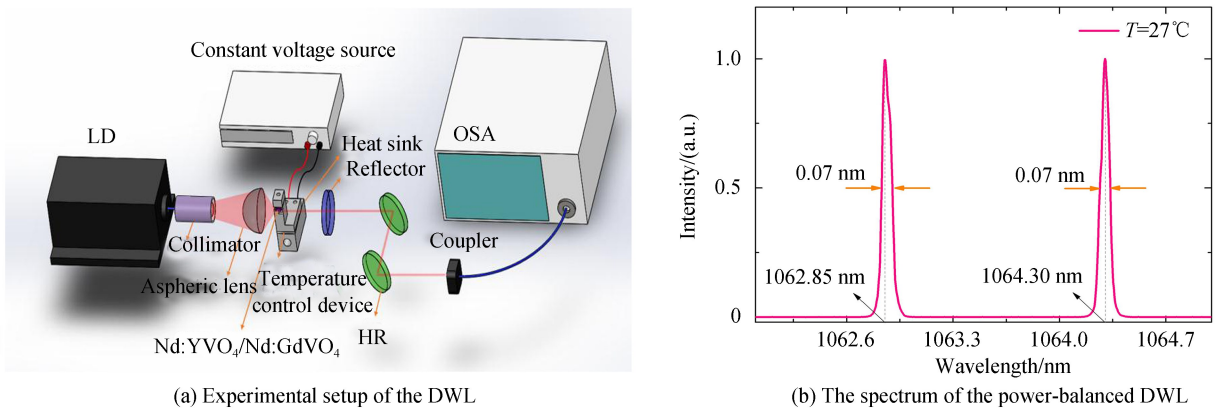 Constant voltage source
LD
Heat sink
Reflector
OSA
Collimator
Aspheric lens
Temperature
control device
Coupler
HR
Nd:YVO₄/Nd:GdVO₄
(a) Experimental setup of the DWL
T=27℃
Intensity/(a.u.)
1.0
0.5
0
0.07 nm
0.07 nm
1062.85 nm
1064.30 nm
1062.6
1063.3
1064.0
1064.7
Wavelength/nm
(b) The spectrum of the power-balanced DWL